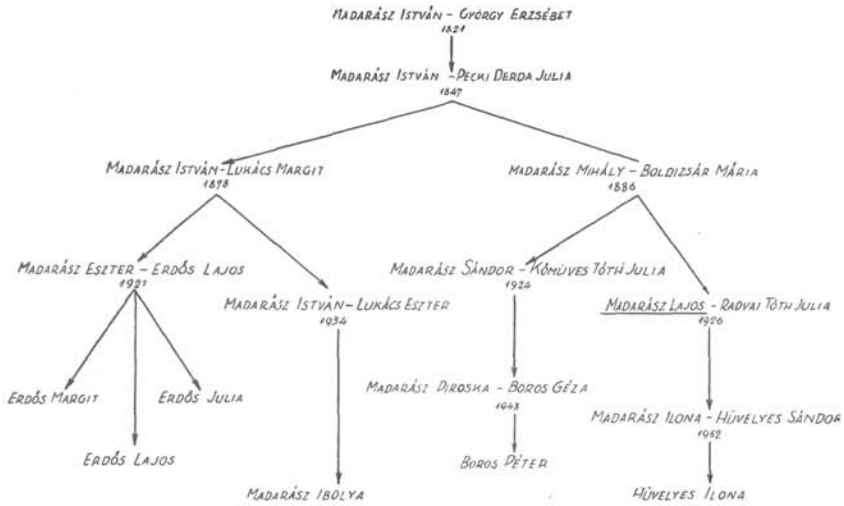 MADARÁSZ ISTVÁN – GYÖRGY ERZSÉBET
1821
MADARÁSZ ISTVÁN – PECKI DERDA JULIA
1847
MADARÁSZ ISTVÁN – LUKÁCS MARGIT
1878
MADARÁSZ MIHÁLY – BOLDIZSÁR MÁRIA
1886
MADARÁSZ ESZTER – ERDŐS LAJOS
1921
MADARÁSZ SÁNDOR – KŐMŰVES TÓTH JULIA
1924
MADARÁSZ ISTVÁN – LUKÁCS ESZTER
1934
MADARÁSZ LAJOS – RADVAI TÓTH JULIA
1926
ERDŐS MARGIT
ERDŐS JULIA
MADARÁSZ PIROSKA – BOROS GÉZA
1948
MADARÁSZ ILONA – HÜVELYES SÁNDOR
1952
ERDŐS LAJOS
BOROS PÉTER
MADARÁSZ IBOLYA
HÜVELYES ILONA